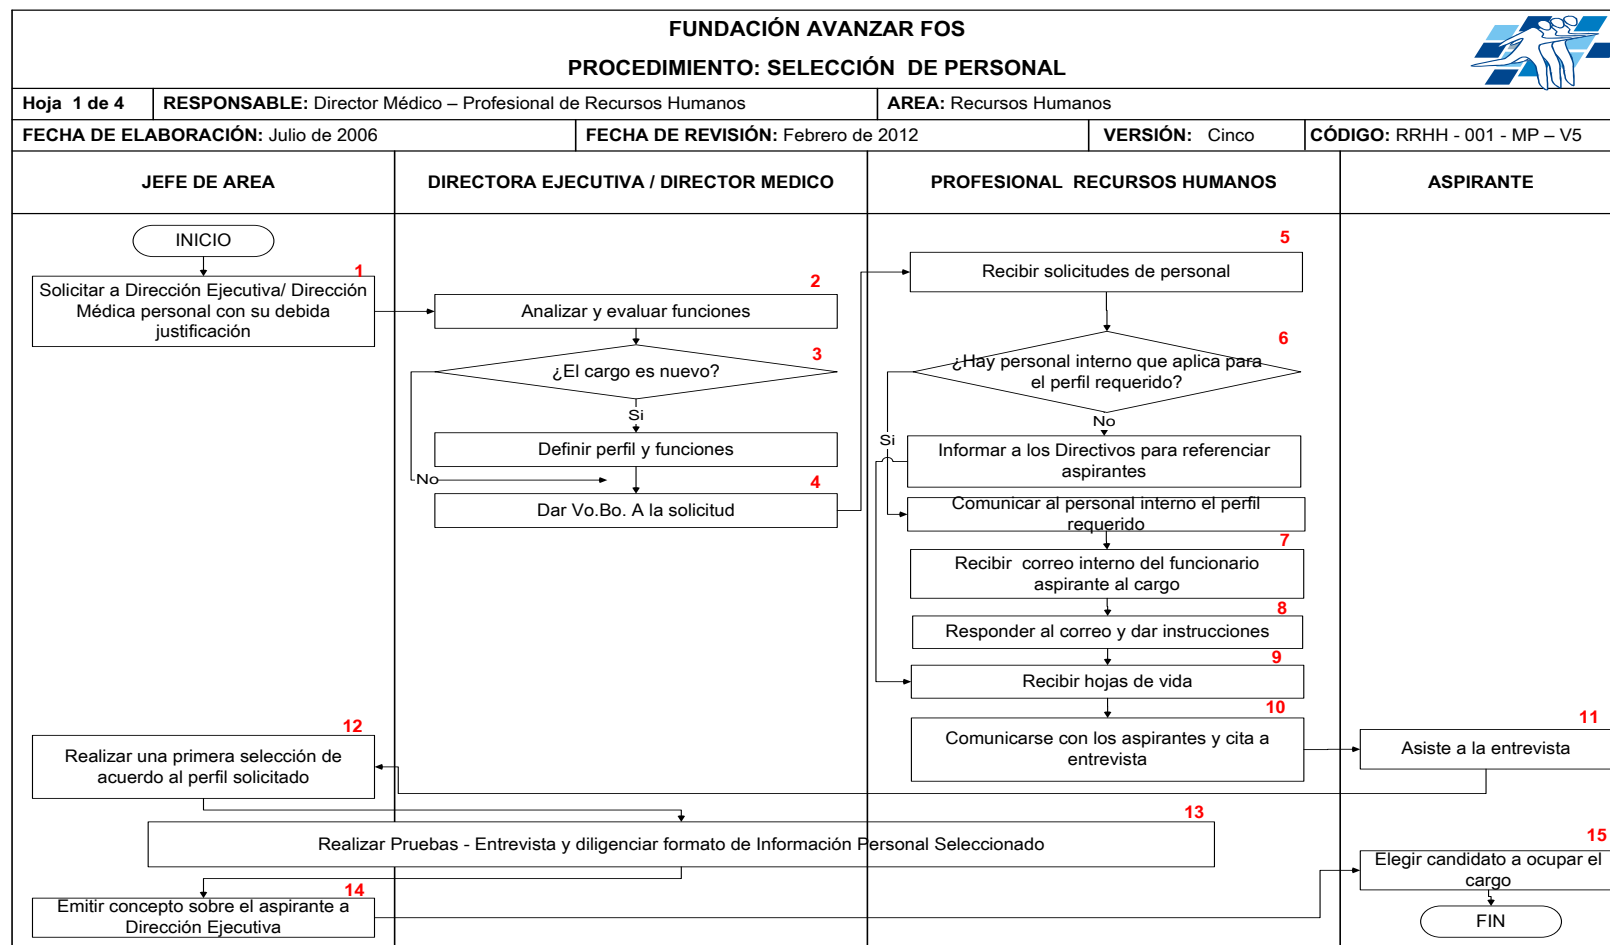 FUNDACIÓN AVANZAR FOS
PROCEDIMIENTO: SELECCIÓN DE PERSONAL
Hoja 1 de 4
RESPONSABLE: Director Médico – Profesional de Recursos Humanos
AREA: Recursos Humanos
FECHA DE ELABORACIÓN: Julio de 2006
FECHA DE REVISIÓN: Febrero de 2012
VERSIÓN: Cinco
CÓDIGO: RRHH - 001 - MP – V5
JEFE DE AREA
DIRECTORA EJECUTIVA / DIRECTOR MEDICO
PROFESIONAL RECURSOS HUMANOS
ASPIRANTE
INICIO
1
Solicitar a Dirección Ejecutiva/ Dirección
Médica personal con su debida
justificación
2
Analizar y evaluar funciones
3
¿El cargo es nuevo?
Si
Definir perfil y funciones
No
4
Dar Vo.Bo. A la solicitud
5
Recibir solicitudes de personal
6
¿Hay personal interno que aplica para
el perfil requerido?
No
Si
Informar a los Directivos para referenciar
aspirantes
Comunicar al personal interno el perfil
requerido
7
Recibir correo interno del funcionario
aspirante al cargo
8
Responder al correo y dar instrucciones
9
Recibir hojas de vida
10
Comunicarse con los aspirantes y cita a
entrevista
11
Asiste a la entrevista
12
Realizar una primera selección de
acuerdo al perfil solicitado
13
Realizar Pruebas - Entrevista y diligenciar formato de Información Personal Seleccionado
14
Emitir concepto sobre el aspirante a
Dirección Ejecutiva
15
Elegir candidato a ocupar el
cargo
FIN